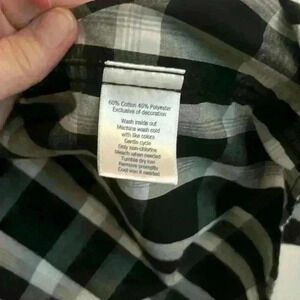 60% Cotton 40% Polyester
Exclusive of decoration
Wash inside out
Machine wash cold
with like colors
Gentle cycle
Only non-chlorine
bleach when needed
Tumble dry low
Remove promptly
Cool iron if needed